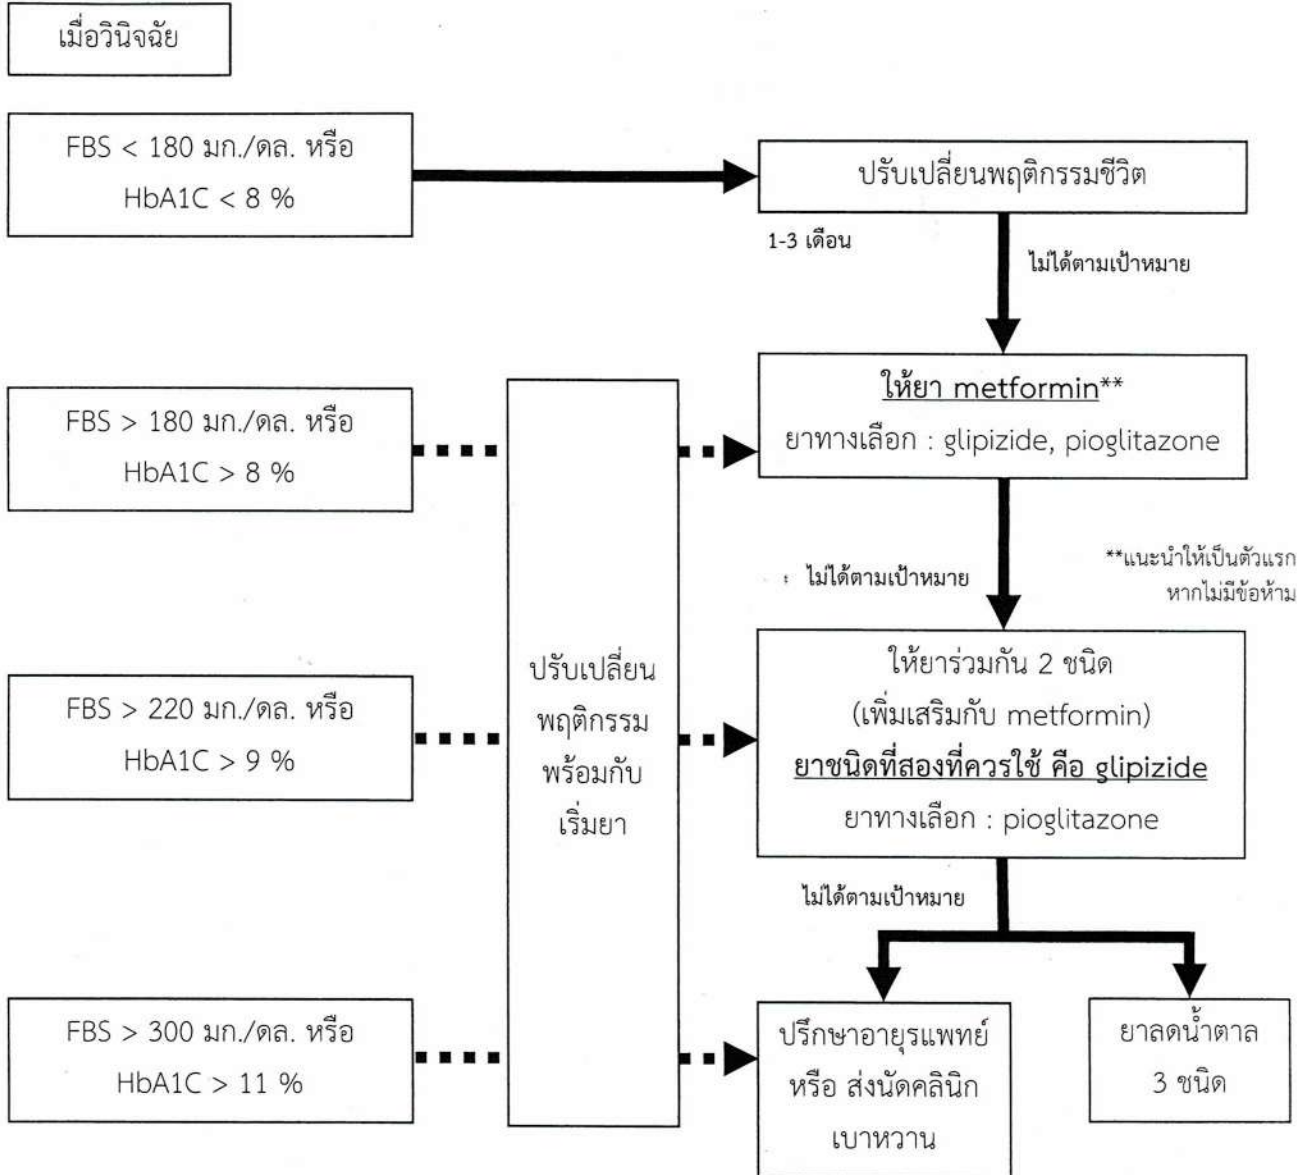 เมื่อวินิจฉัย
FBS < 180 มก./ดล. หรือ
HbA1C < 8 %
ปรับเปลี่ยนพฤติกรรมชีวิต
1-3 เดือน
ไม่ได้ตามเป้าหมาย
FBS > 180 มก./ดล. หรือ
HbA1C > 8 %
ให้ยา metformin**
ยาทางเลือก : glipizide, pioglitazone
ไม่ได้ตามเป้าหมาย
**แนะนำให้เป็นตัวแรก
หากไม่มีข้อห้าม
FBS > 220 มก./ดล. หรือ
HbA1C > 9 %
ปรับเปลี่ยน
พฤติกรรม
พร้อมกับ
เริ่มยา
ให้ยาร่วมกัน 2 ชนิด
(เพิ่มเสริมกับ metformin)
ยาชนิดที่สองที่ควรใช้ คือ glipizide
ยาทางเลือก : pioglitazone
ไม่ได้ตามเป้าหมาย
FBS > 300 มก./ดล. หรือ
HbA1C > 11 %
ปรึกษาอายุรแพทย์
หรือ ส่งนัดคลินิก
เบาหวาน
ยาลดน้ำตาล
3 ชนิด